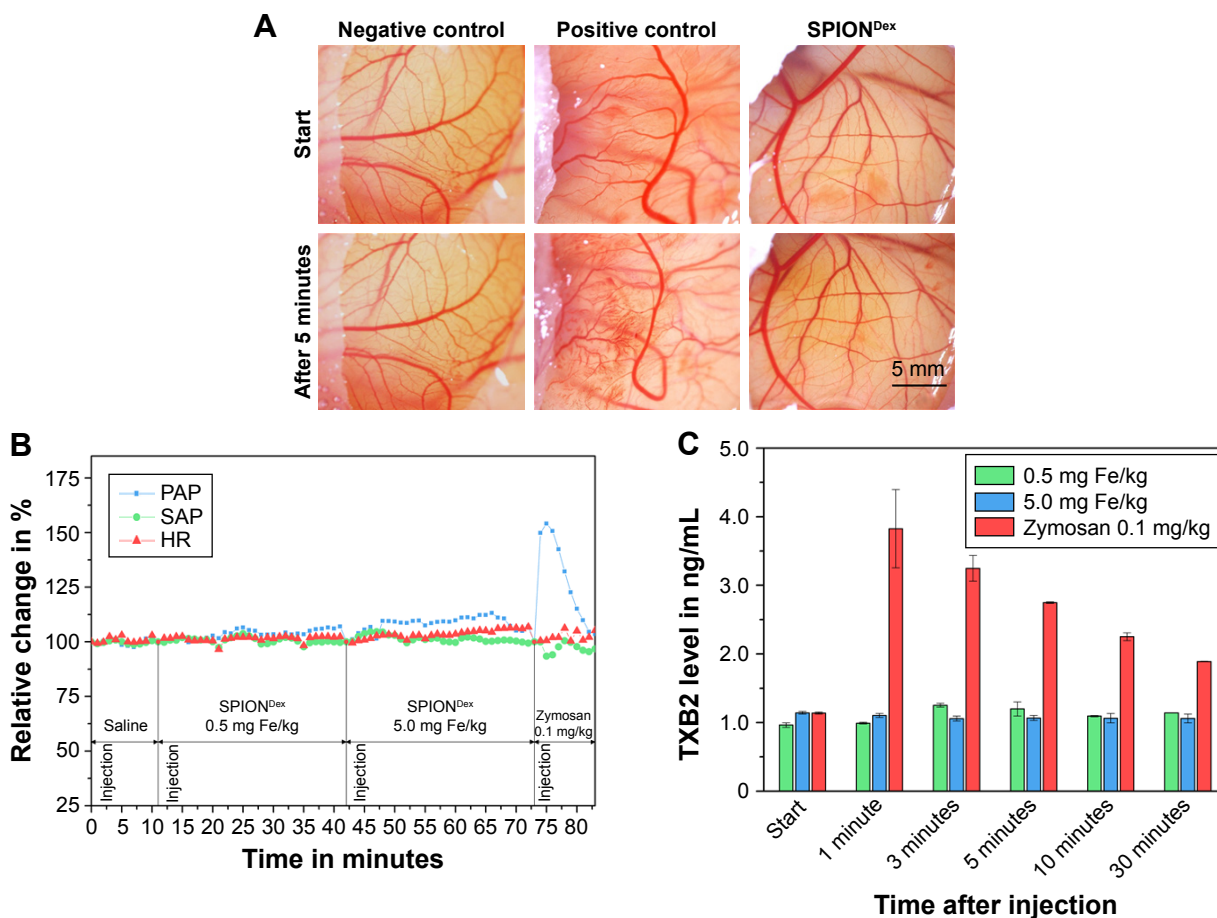 A
Negative control
Positive control
SPION^Dex
Start
After 5 minutes
5 mm
B
Relative change in %
175
150
125
100
75
50
25
PAP
SAP
HR
Saline
SPION^Dex
0.5 mg Fe/kg
SPION^Dex
5.0 mg Fe/kg
Zymosan
0.1 mg/kg
Injection
Injection
Injection
Injection
0 5 10 15 20 25 30 35 40 45 50 55 60 65 70 75 80
Time in minutes
C
TXB2 level in ng/mL
5.0
4.0
3.0
2.0
1.0
0
0.5 mg Fe/kg
5.0 mg Fe/kg
Zymosan 0.1 mg/kg
Start
1 minute
3 minutes
5 minutes
10 minutes
30 minutes
Time after injection